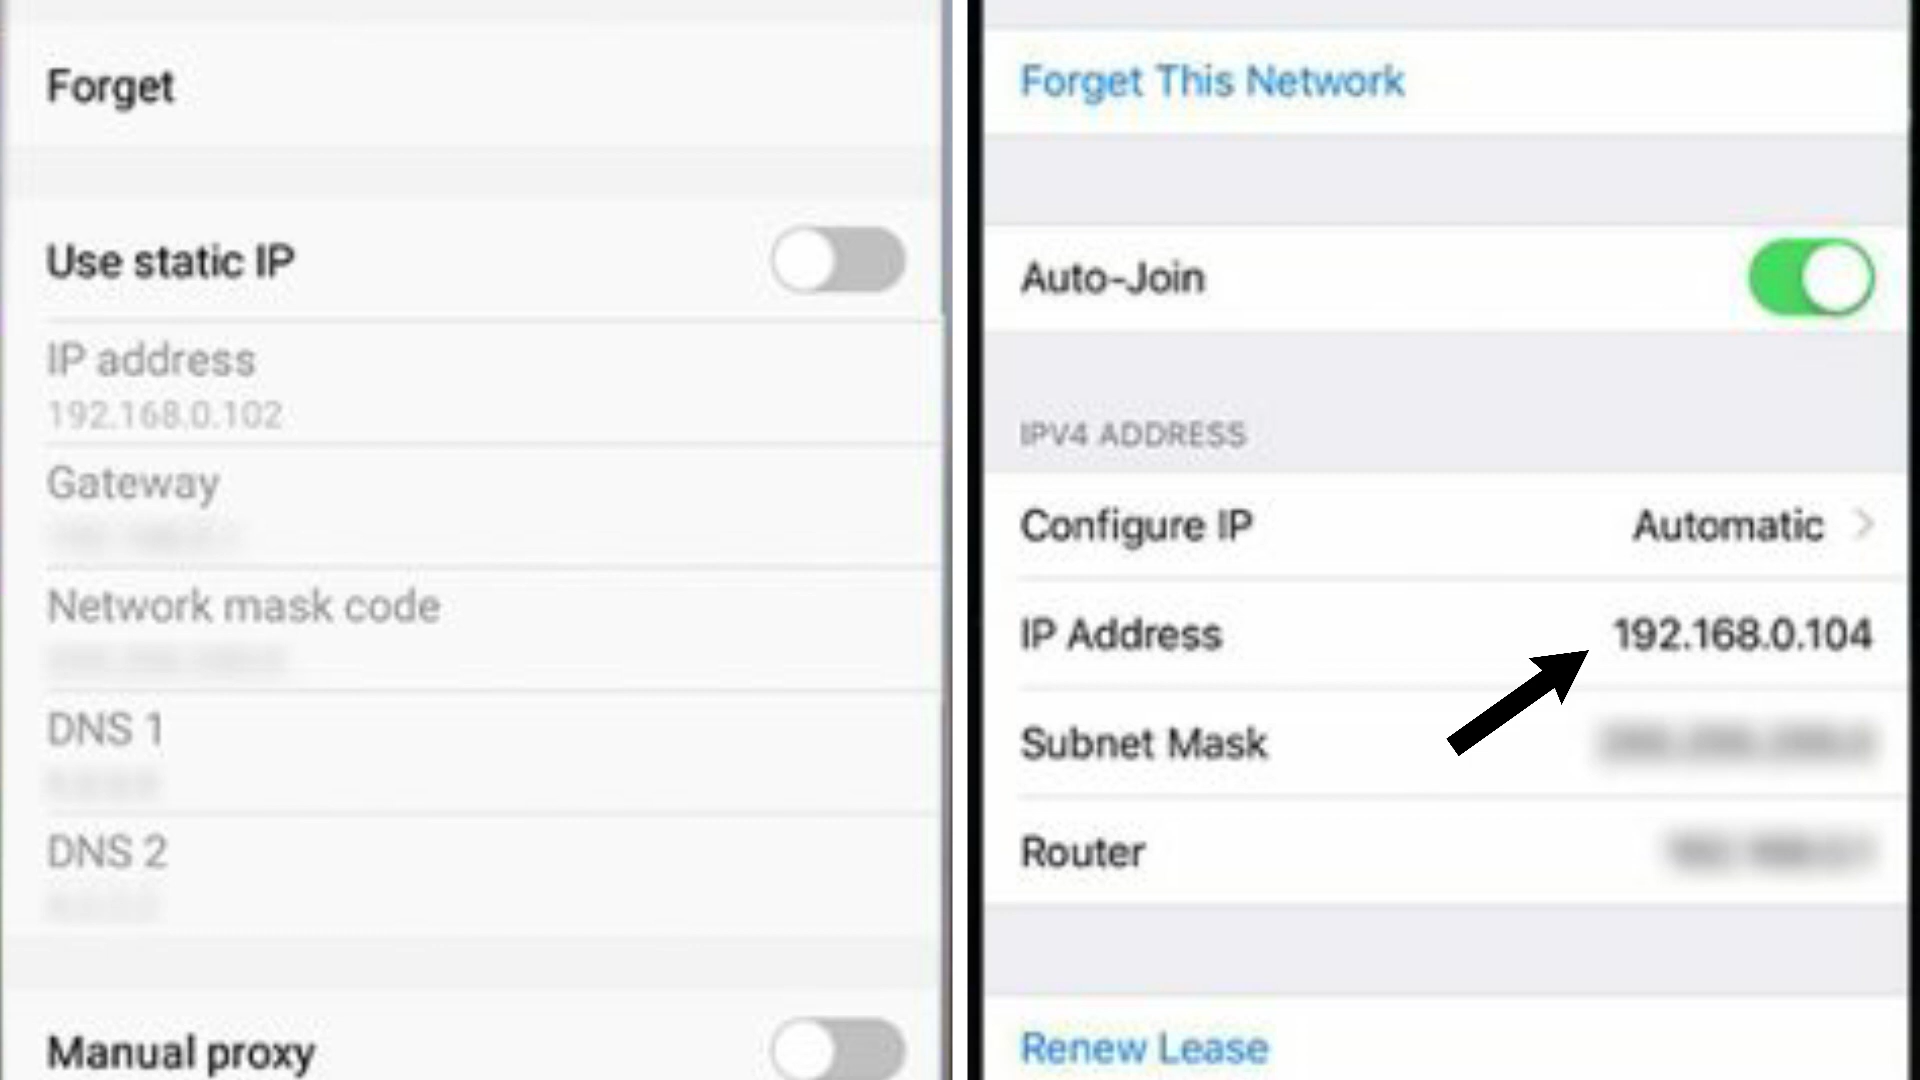 Forget
Use static IP
IP address
192.168.0.102
Gateway
Network mask code
DNS 1
DNS 2
Manual proxy
Forget This Network
Auto-Join
IPV4 ADDRESS
Configure IP Automatic
IP Address 192.168.0.104
Subnet Mask
Router
Renew Lease